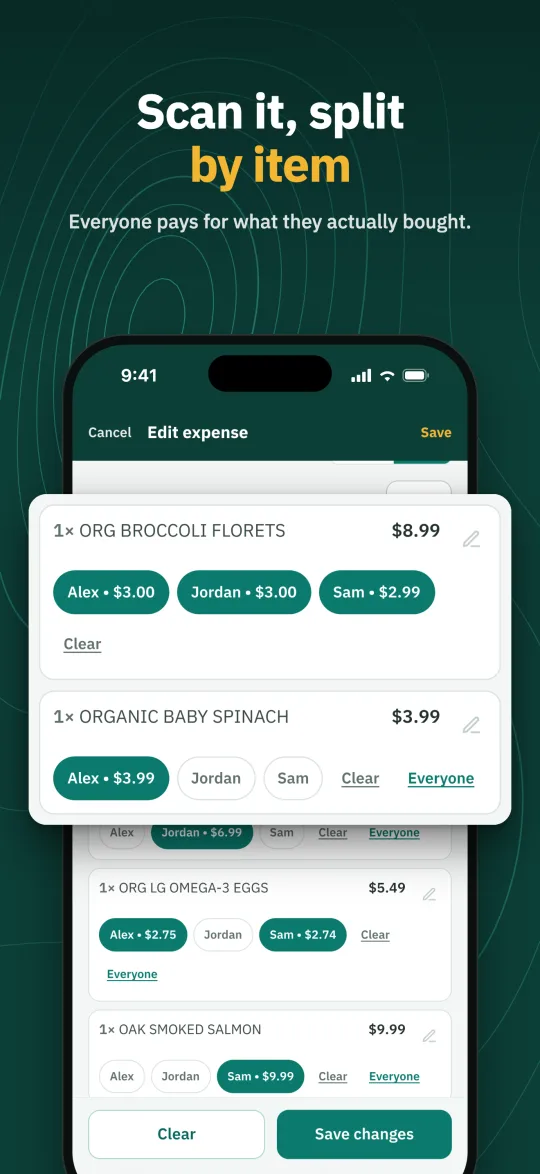 Scan it, split
by item
Everyone pays for what they actually bought.
9:41
Cancel Edit expense Save
1× ORG BROCCOLI FLORETS $8.99
Alex • $3.00 Jordan • $3.00 Sam • $2.99
Clear
1× ORGANIC BABY SPINACH $3.99
Alex • $3.99 Jordan Sam Clear Everyone
Alex Jordan • $6.99 Sam Clear Everyone
1× ORG LG OMEGA-3 EGGS $5.49
Alex • $2.75 Jordan Sam • $2.74 Clear
Everyone
1× OAK SMOKED SALMON $9.99
Alex Jordan Sam • $9.99 Clear Everyone
Clear Save changes